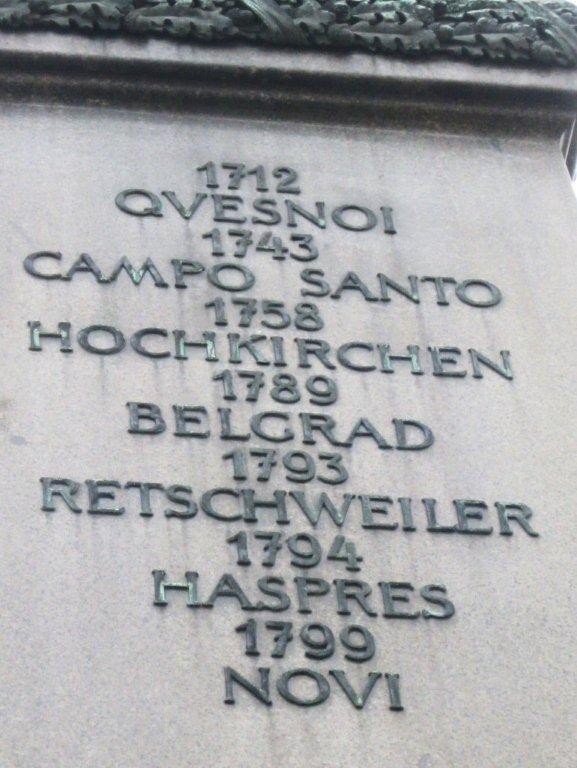 1712
QVESNOI
1743
CAMPO SANTO
1758
HOCHKIRCHEN
1789
BELGRAD
1793
RETSCHWEILER
1794
HASPRES
1799
NOVI